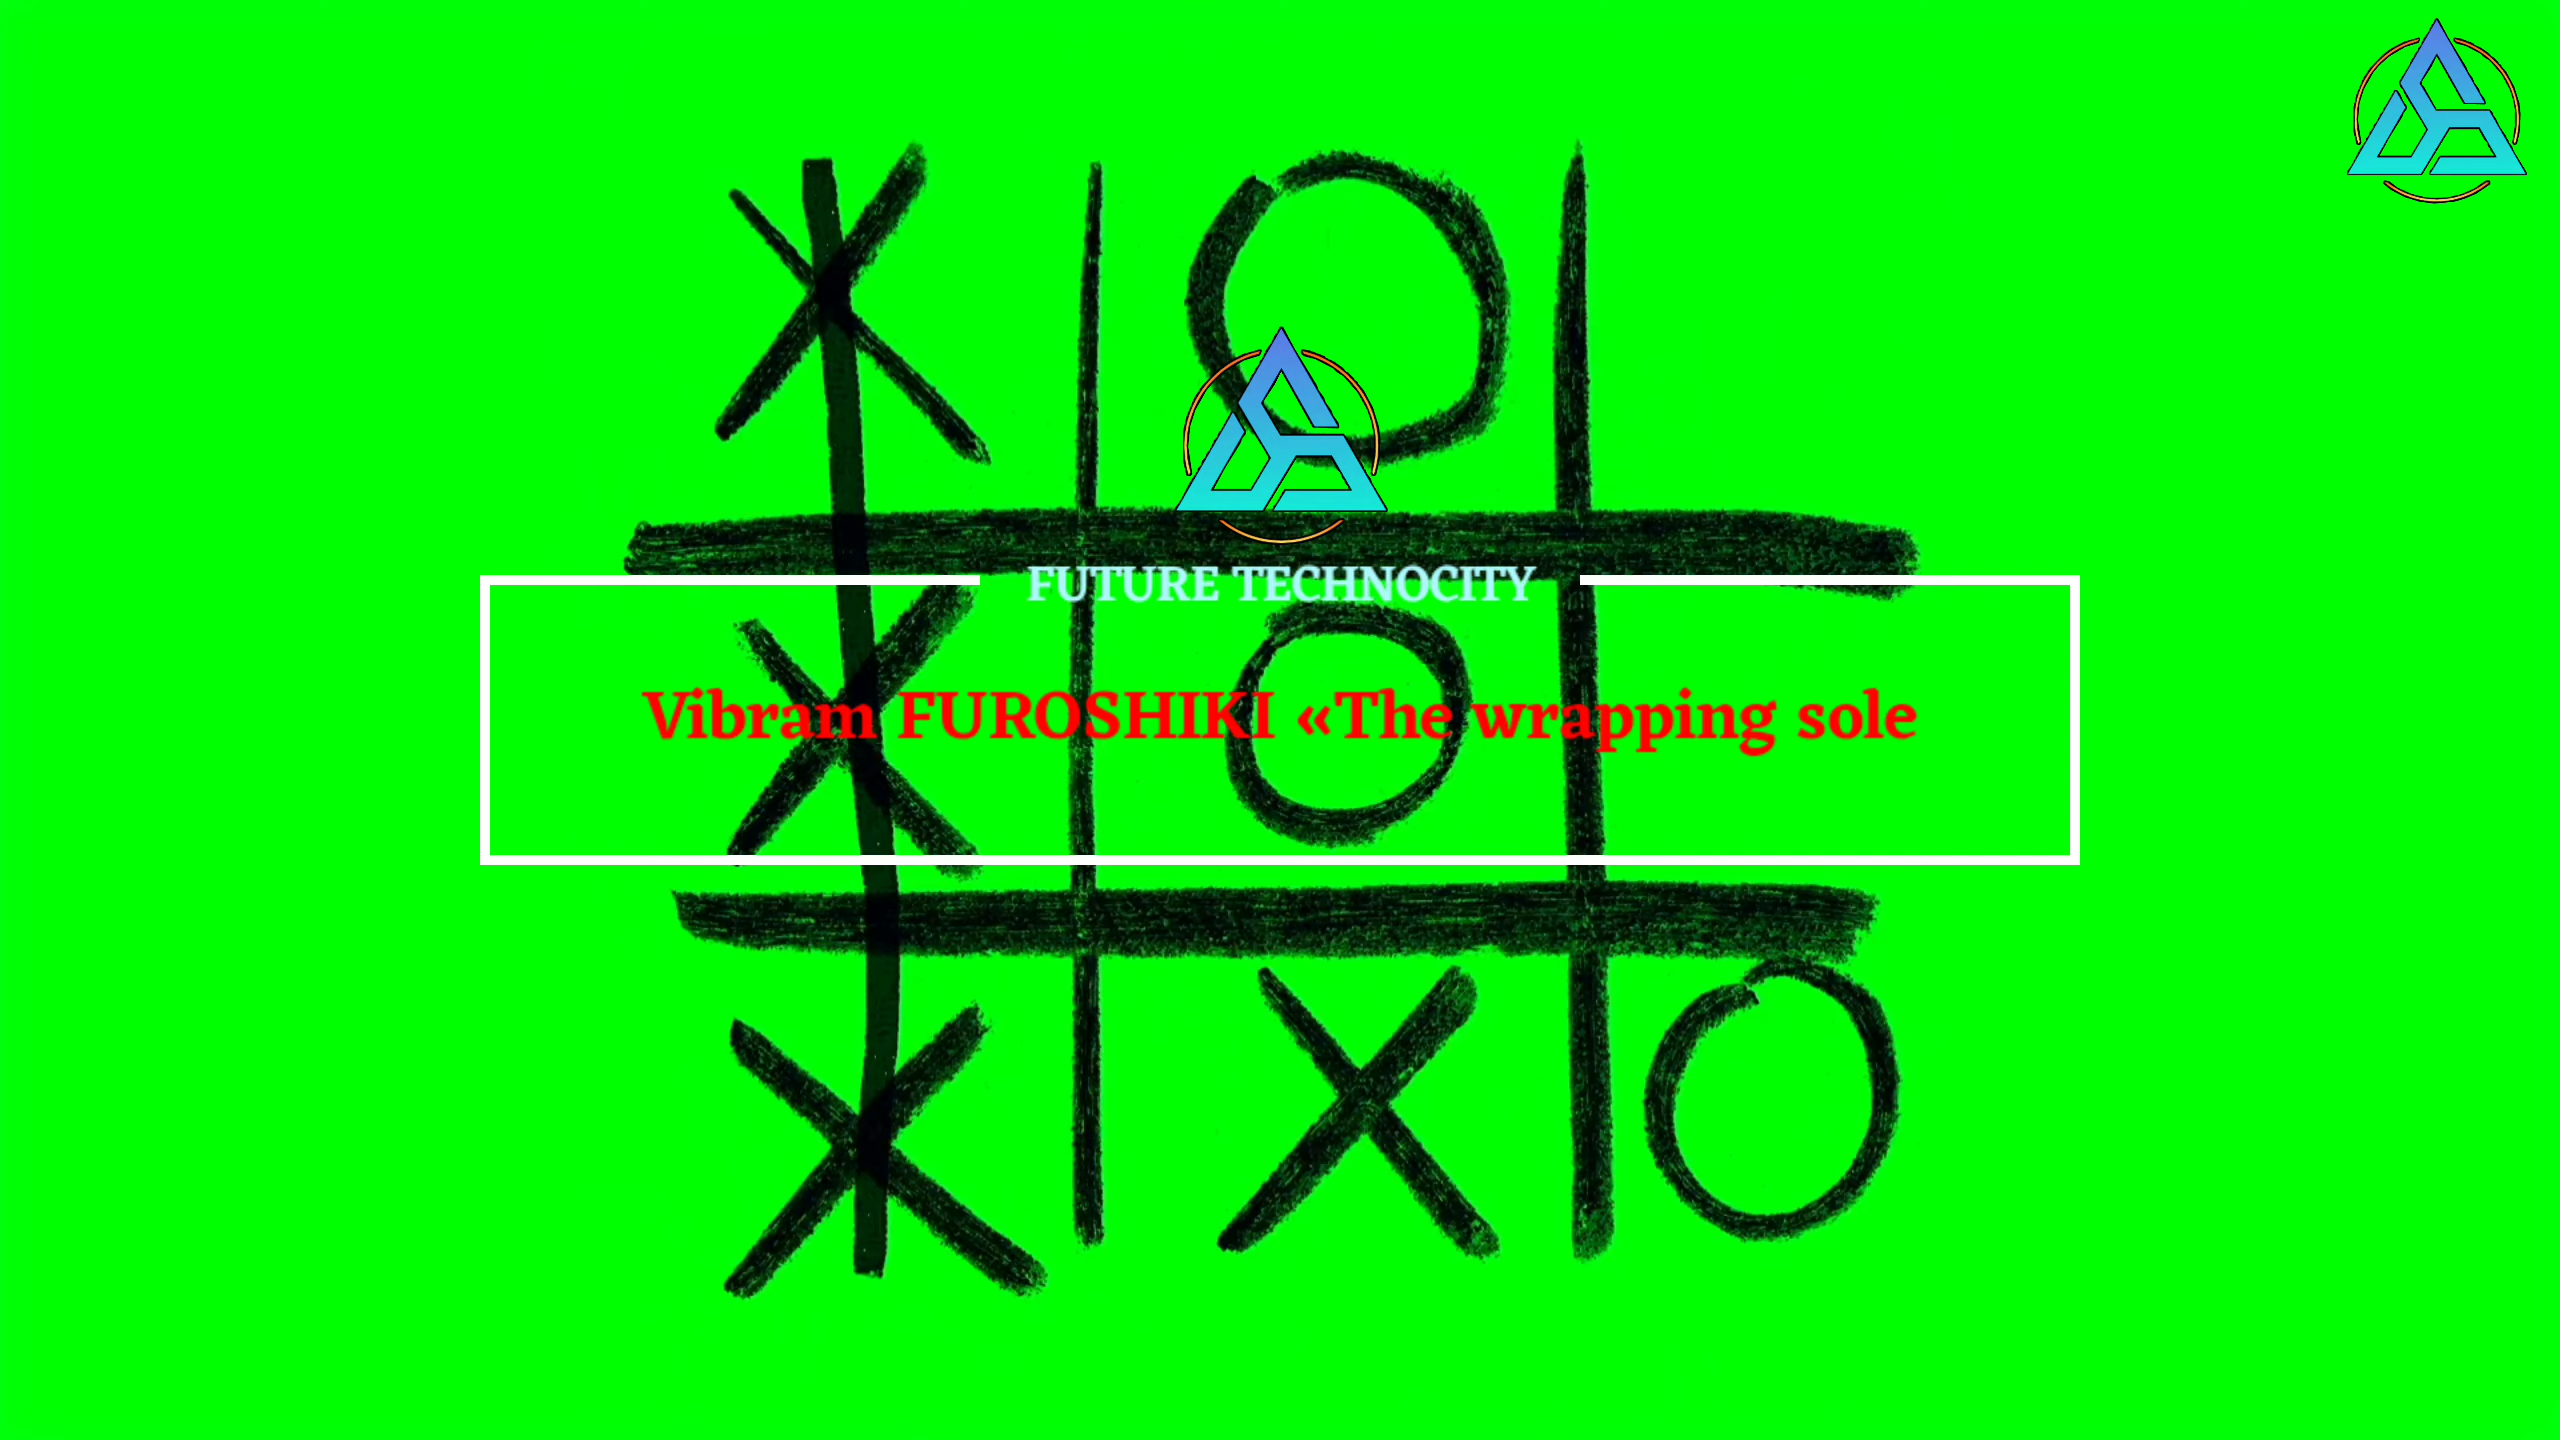 X O
FUTURE TECHNOCITY
X O
Vibram FUROSHIKI «The wrapping sole
X X O